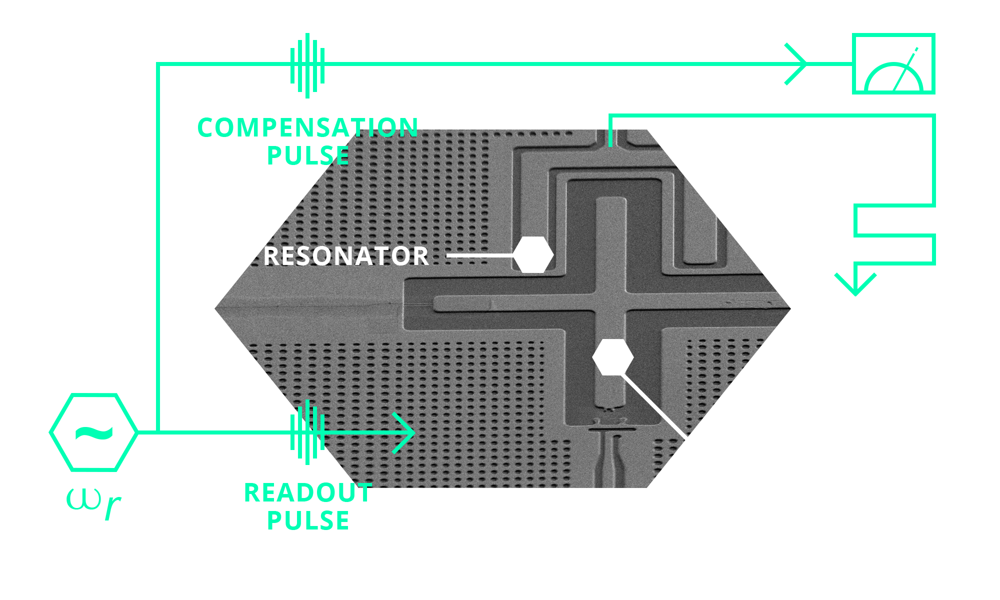 COMPENSATION
PULSE
RESONATOR
~
ωr
READOUT
PULSE